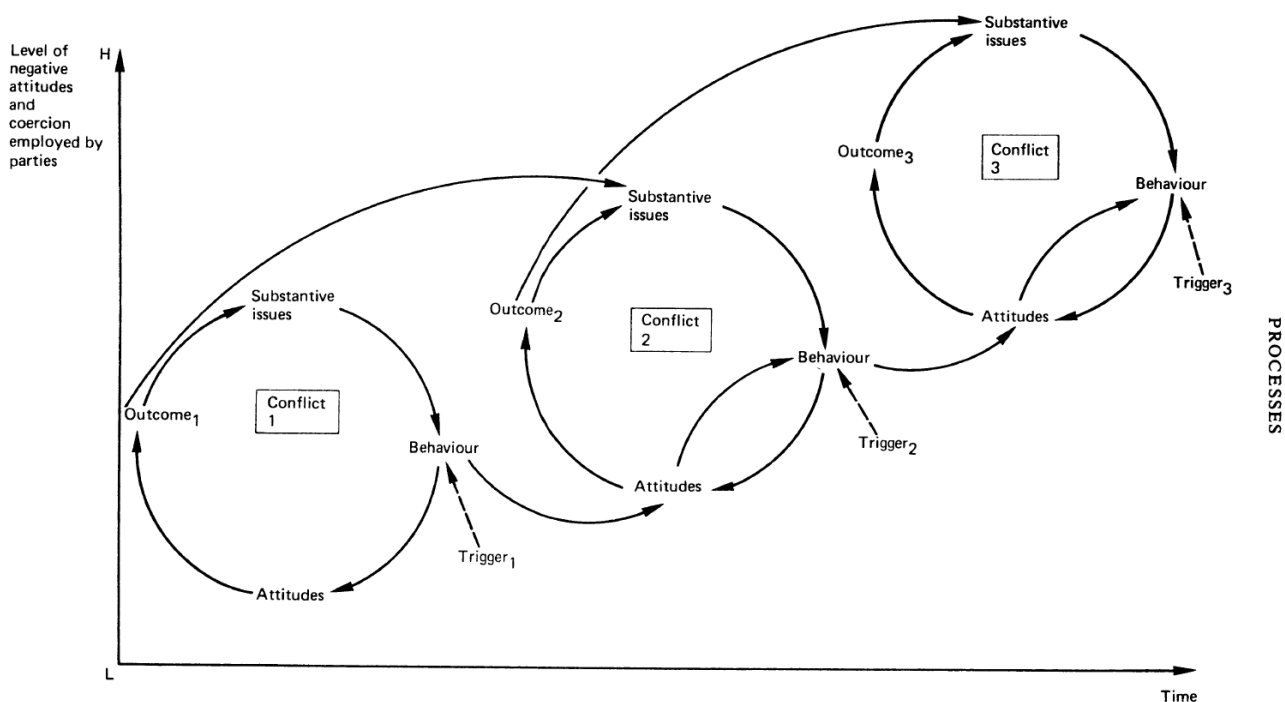 Level of
negative
attitudes
and
coercion
employed by
parties
H
L
Time
Substantive
issues
Outcome1
Conflict
1
Behaviour
Trigger1
Attitudes
Substantive
issues
Outcome2
Conflict
2
Behaviour
Trigger2
Attitudes
Substantive
issues
Outcome3
Conflict
3
Behaviour
Trigger3
Attitudes
PROCESSES